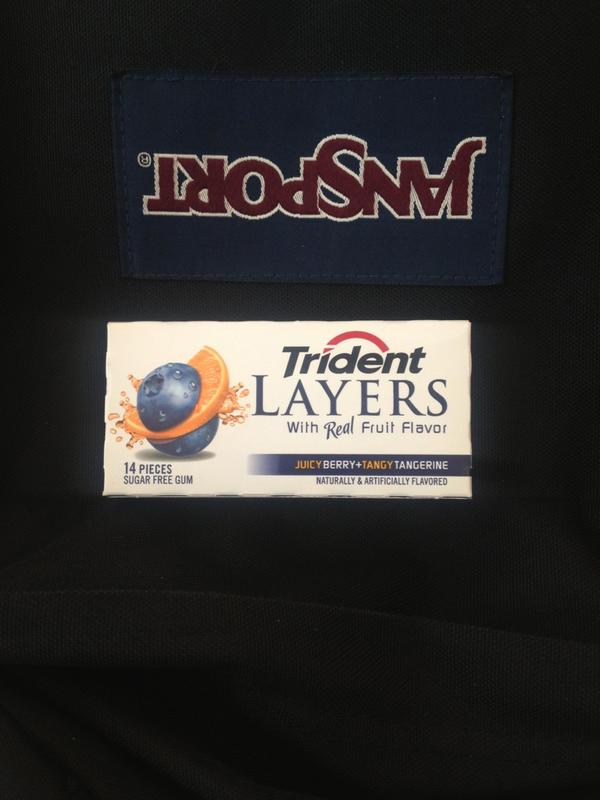 JANSPORT®
Trident
LAYERS
With Real Fruit Flavor
JUICY BERRY+TANGY TANGERINE
14 PIECES
SUGAR FREE GUM
NATURALLY & ARTIFICIALLY FLAVORED